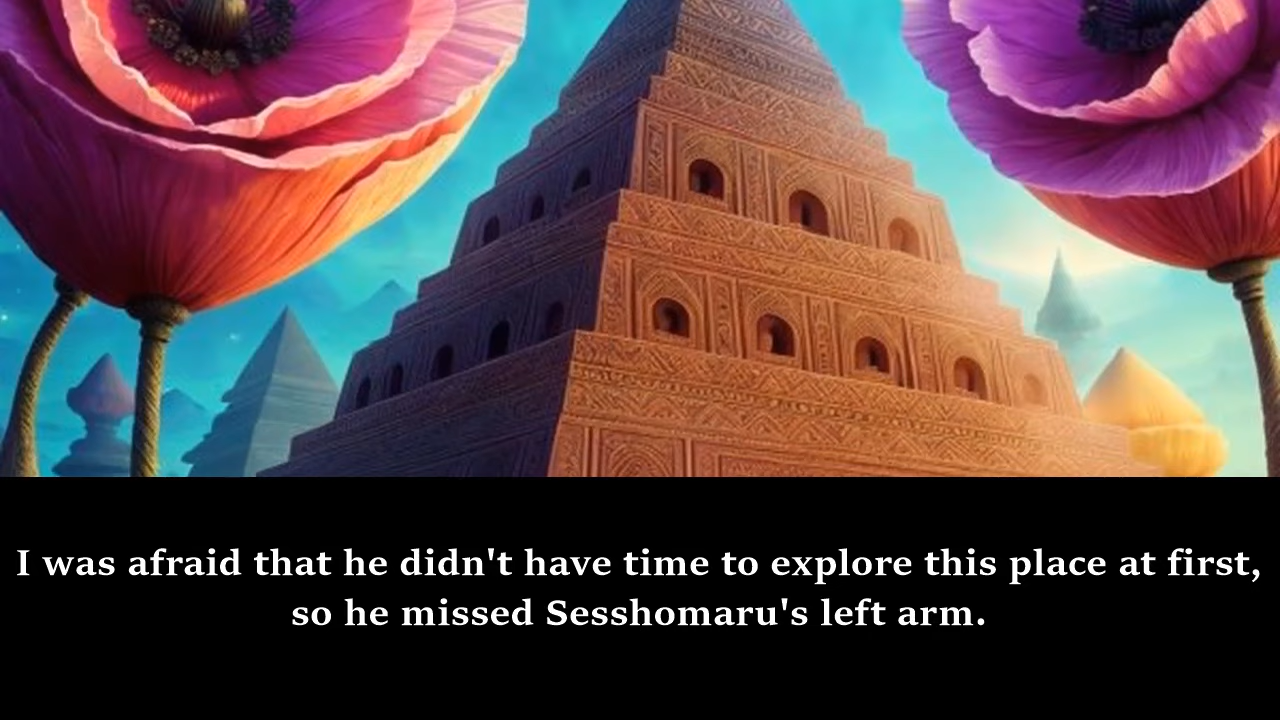 I was afraid that he didn't have time to explore this place at first,
so he missed Sesshomaru's left arm.